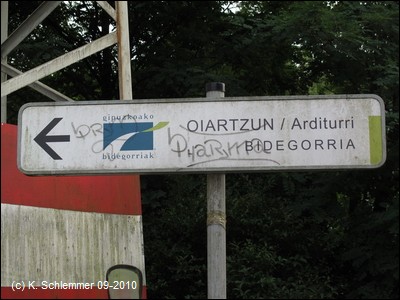 gipuzkoako
bidegorriak
OIARTZUN / Arditurri
BIDEGORRIA
(c) K. Schlemmer 09-2010